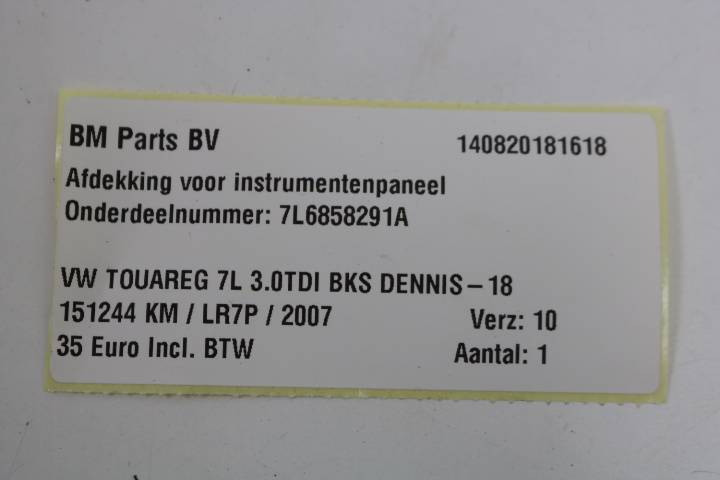 BM Parts BV 140820181618
Afdekking voor instrumentenpaneel
Onderdeelnummer: 7L6858291A
VW TOUAREG 7L 3.0TDI BKS DENNIS-18
151244 KM / LR7P / 2007 Verz: 10
35 Euro Incl. BTW Aantal: 1